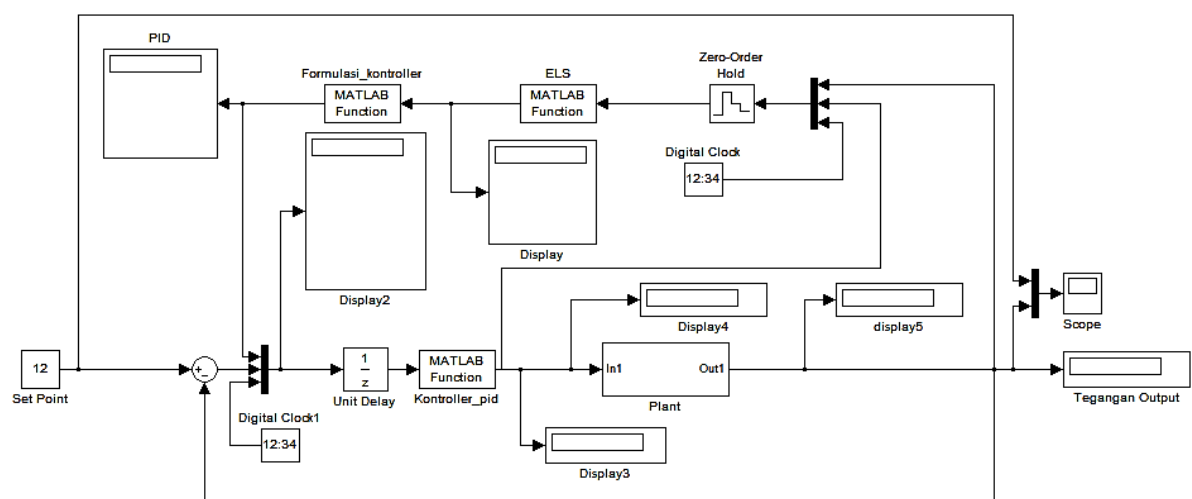 PID
Formulasi_kontroller
MATLAB
Function
ELS
MATLAB
Function
Zero-Order
Hold
Digital Clock
12:34
Display
Display2
Display4
display5
Scope
12
Set Point
1
z
Unit Delay
MATLAB
Function
Kontroller_pid
In1
Out1
Plant
Tegangan Output
Digital Clock1
12:34
Display3